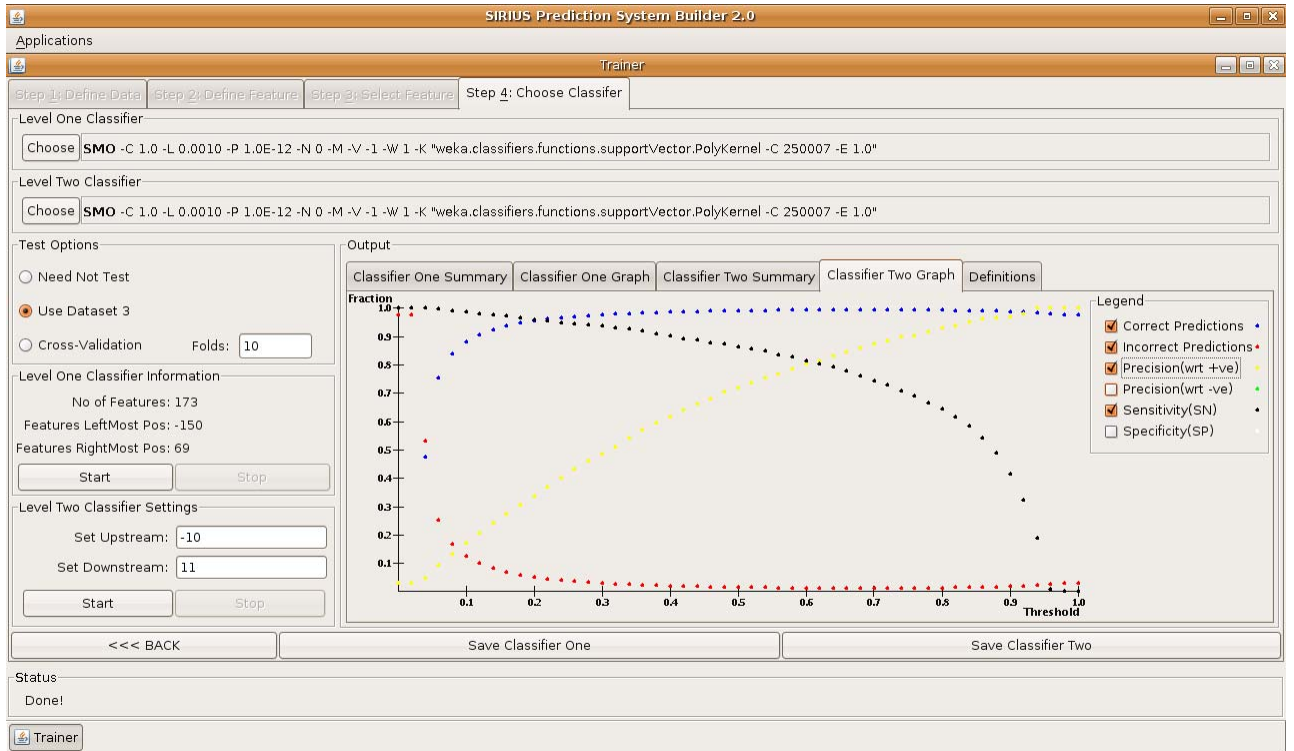 SIRIUS Prediction System Builder 2.0
Applications
Trainer
Step 1: Define Data
Step 2: Define Feature
Step 3: Select Feature
Step 4: Choose Classifer
Level One Classifier
Choose SMO -C 1.0 -L 0.0010 -P 1.0E-12 -N 0 -M -V -1 -W 1 -K "weka.classifiers.functions.supportVector.PolyKernel -C 250007 -E 1.0"
Level Two Classifier
Choose SMO -C 1.0 -L 0.0010 -P 1.0E-12 -N 0 -M -V -1 -W 1 -K "weka.classifiers.functions.supportVector.PolyKernel -C 250007 -E 1.0"
Test Options
Need Not Test
Use Dataset 3
Cross-Validation Folds: 10
Level One Classifier Information
No of Features: 173
Features LeftMost Pos: -150
Features RightMost Pos: 69
Start Stop
Level Two Classifier Settings
Set Upstream: -10
Set Downstream: 11
Start Stop
Output
Classifier One Summary
Classifier One Graph
Classifier Two Summary
Classifier Two Graph
Definitions
Fraction
1.0
0.9
0.8
0.7
0.6
0.5
0.4
0.3
0.2
0.1
0.1 0.2 0.3 0.4 0.5 0.6 0.7 0.8 0.9 1.0
Threshold
Legend
Correct Predictions
Incorrect Predictions
Precision(wrt +ve)
Precision(wrt -ve)
Sensitivity(SN)
Specificity(SP)
<<< BACK
Save Classifier One
Save Classifier Two
Status
Done!
Trainer